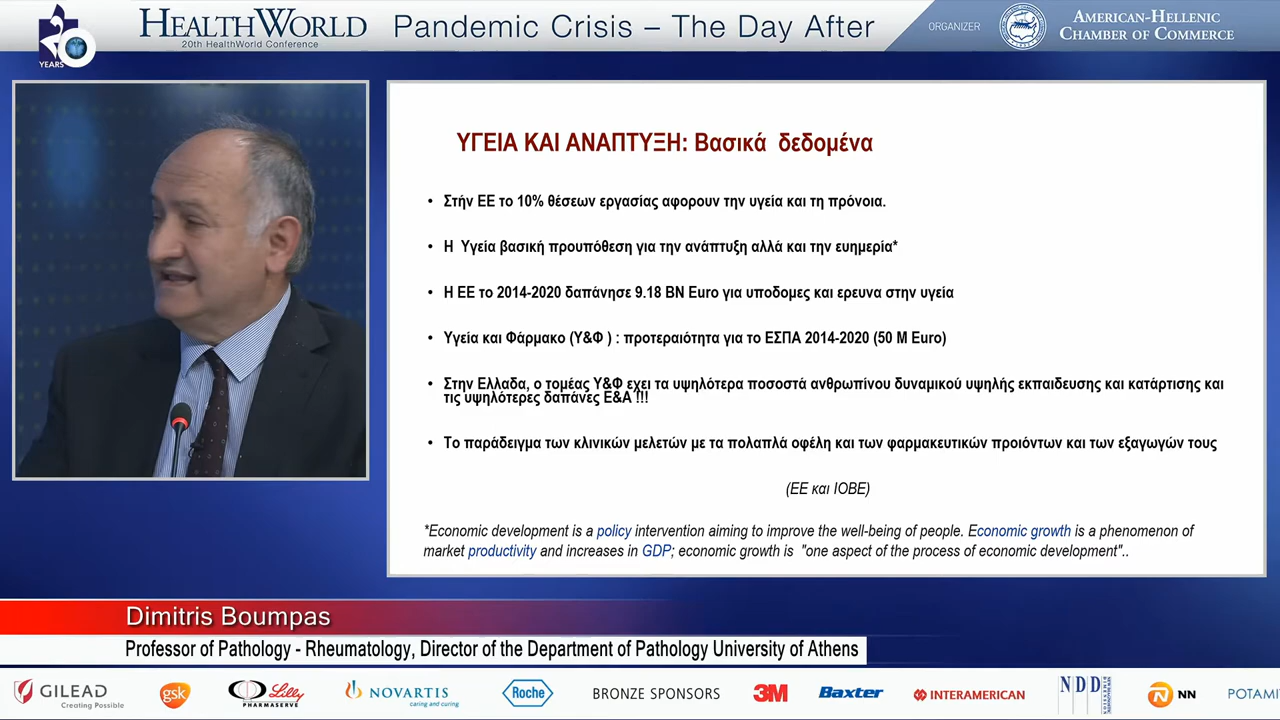 20
YEARS
HEALTHWORLD
20th HealthWorld Conference
Pandemic Crisis – The Day After
ORGANIZER
AMERICAN-HELLENIC
CHAMBER OF COMMERCE
ΥΓΕΙΑ ΚΑΙ ΑΝΑΠΤΥΞΗ: Βασικά δεδομένα
• Στήν ΕΕ το 10% θέσεων εργασίας αφορουν την υγεία και τη πρόνοια.
• Η Υγεία βασική προυπόθεση για την ανάπτυξη αλλά και την ευημερία*
• Η ΕΕ το 2014-2020 δαπάνησε 9.18 BN Euro για υποδομες και ερευνα στην υγεία
• Υγεία και Φάρμακο (Υ&Φ ) : προτεραιότητα για το ΕΣΠΑ 2014-2020 (50 M Euro)
• Στην Ελλαδα, ο τομέας Υ&Φ εχει τα υψηλότερα ποσοστά ανθρωπίνου δυναμικού υψηλής εκπαιδευσης και κατάρτισης και
τις υψηλότερες δαπάνες Ε&Α !!!
• Το παράδειγμα των κλινικών μελετών με τα πολαπλά οφέλη και των φαρμακευτικών προιόντων και των εξαγωγών τους
(ΕΕ και ΙΟΒΕ)
*Economic development is a policy intervention aiming to improve the well-being of people. Economic growth is a phenomenon of
market productivity and increases in GDP; economic growth is "one aspect of the process of economic development"..
Dimitris Boumpas
Professor of Pathology - Rheumatology, Director of the Department of Pathology University of Athens
GILEAD
Creating Possible
gsk
Lilly
PHARMASERVE
NOVARTIS
caring and curing
Roche
BRONZE SPONSORS
3M
Baxter
INTERAMERICAN
NDD
NN
POTAMI